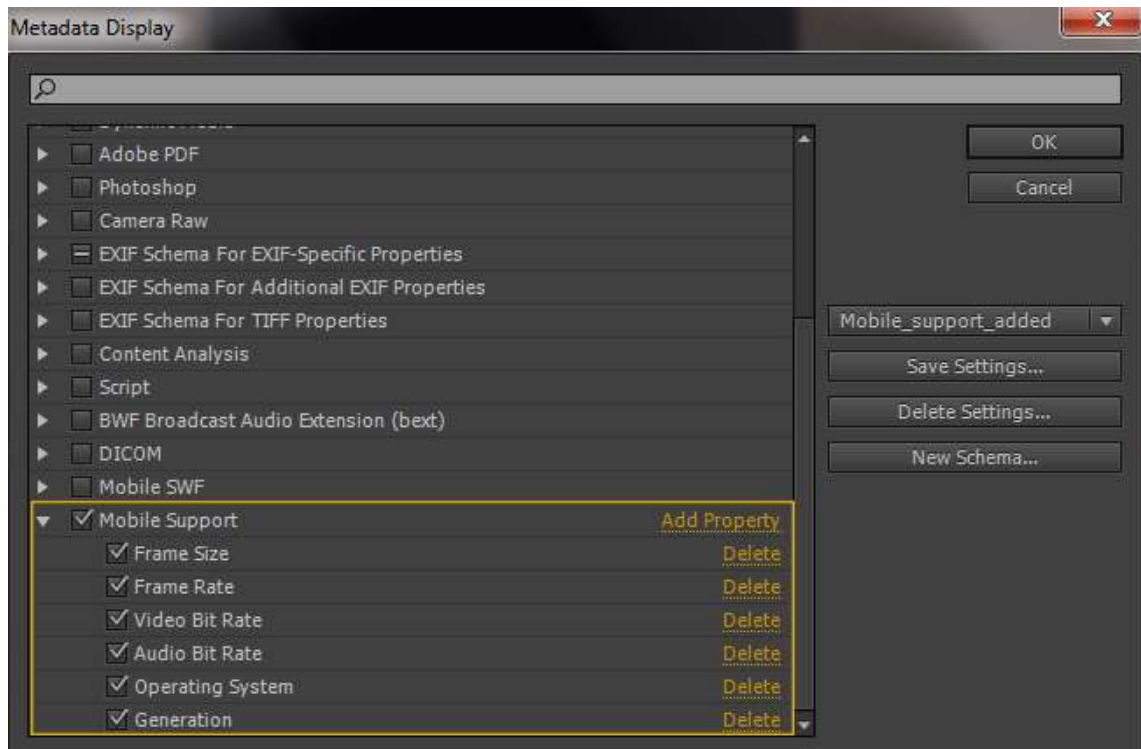 Metadata Display
Adobe PDF
OK
Photoshop
Cancel
Camera Raw
EXIF Schema For EXIF-Specific Properties
EXIF Schema For Additional EXIF Properties
EXIF Schema For TIFF Properties
Mobile_support_added
Content Analysis
Save Settings...
Script
BWF Broadcast Audio Extension (bext)
Delete Settings...
DICOM
New Schema...
Mobile SWF
Mobile Support Add Property
Frame Size Delete
Frame Rate Delete
Video Bit Rate Delete
Audio Bit Rate Delete
Operating System Delete
Generation Delete